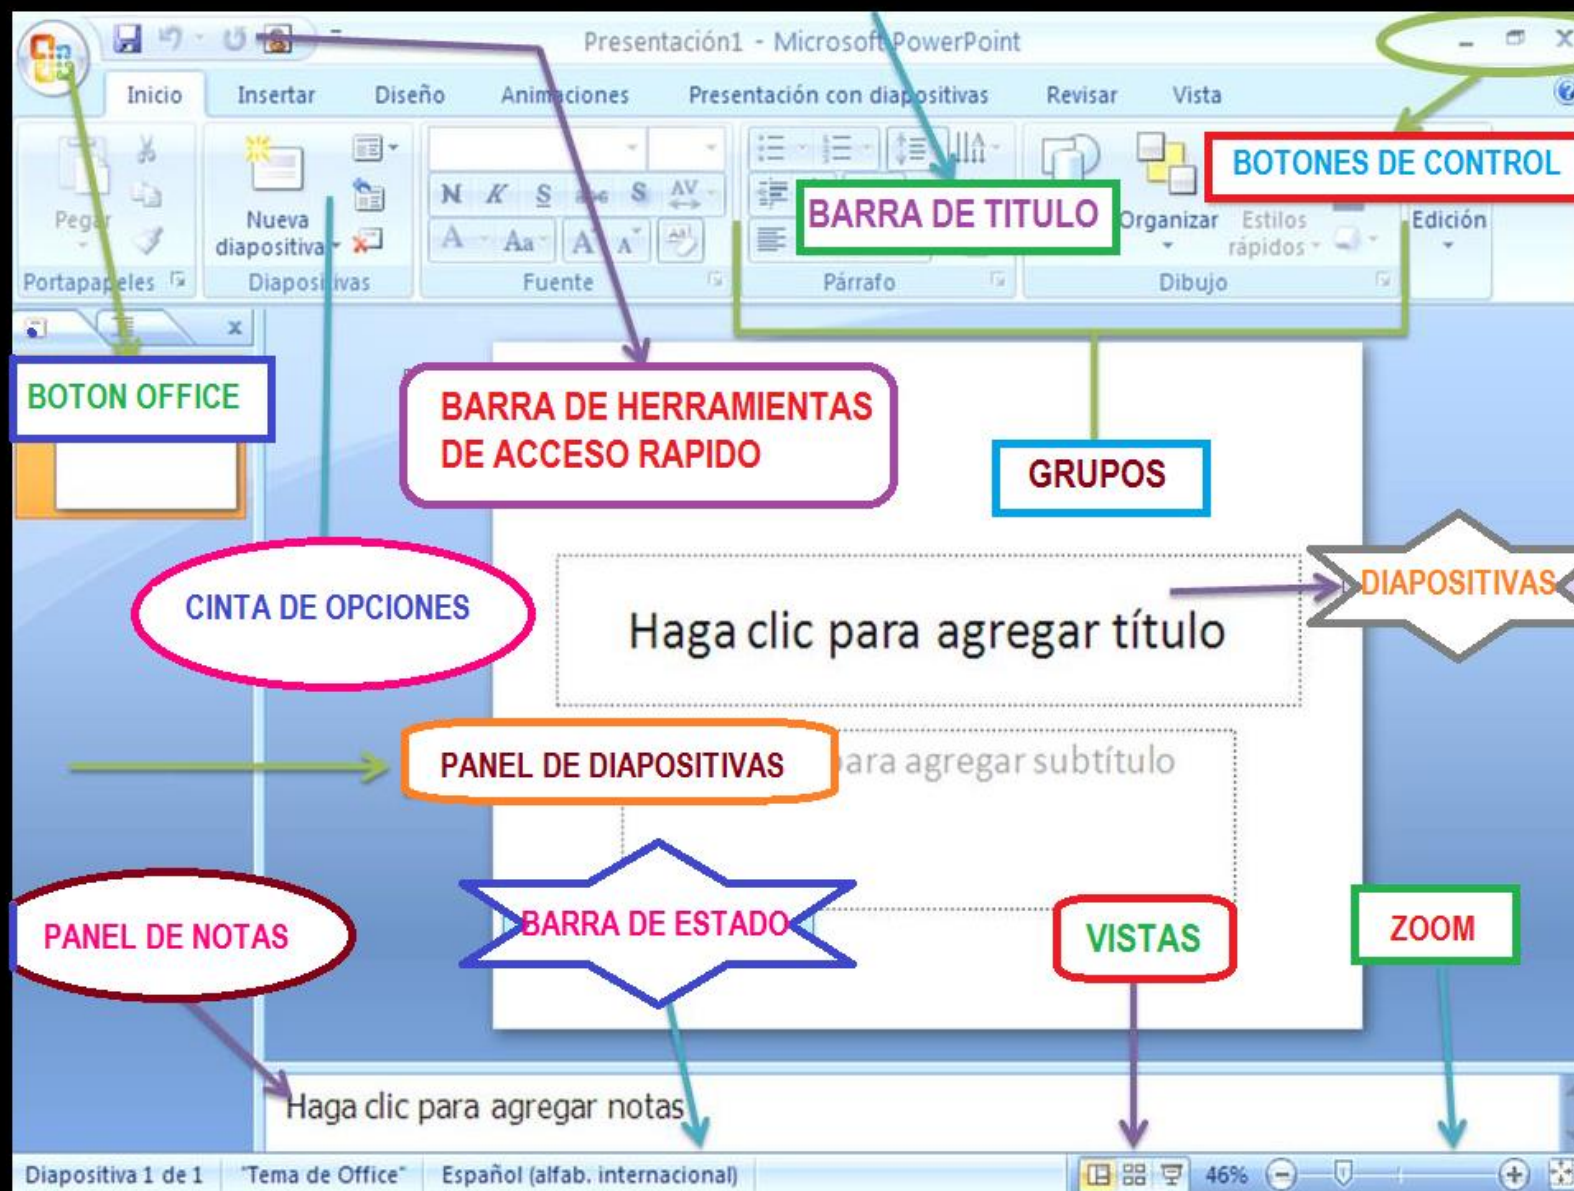 Presentación1 - Microsoft PowerPoint
Inicio Insertar Diseño Animaciones Presentación con diapositivas Revisar Vista
BOTONES DE CONTROL
Pegar
Nueva
diapositiva
N K S abc S AV
A Aa A A
BARRA DE TITULO
Organizar
Estilos
rápidos
Edición
Portapapeles Diapositivas Fuente Párrafo Dibujo
BOTON OFFICE
BARRA DE HERRAMIENTAS
DE ACCESO RAPIDO
GRUPOS
CINTA DE OPCIONES
DIAPOSITIVAS
Haga clic para agregar título
PANEL DE DIAPOSITIVAS
para agregar subtítulo
PANEL DE NOTAS
BARRA DE ESTADO
VISTAS
ZOOM
Haga clic para agregar notas
Diapositiva 1 de 1 "Tema de Office" Español (alfab. internacional) 46%